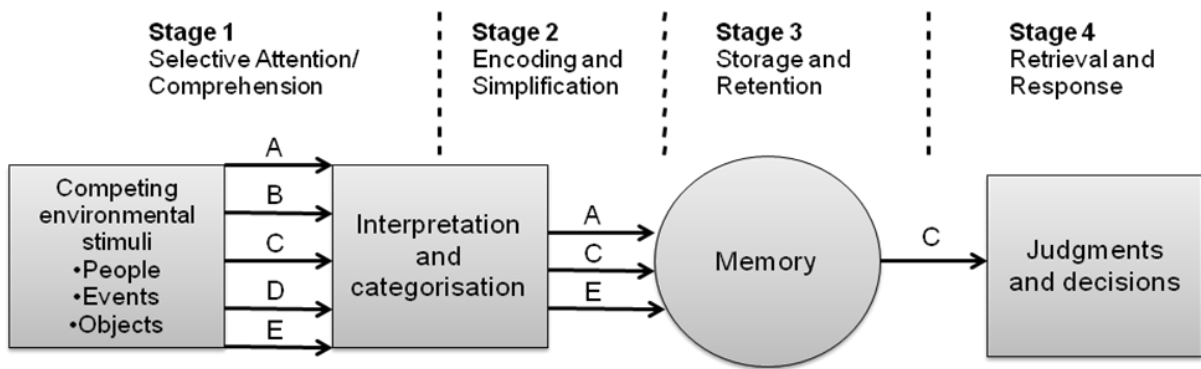 Stage 1
Selective Attention/
Comprehension
Stage 2
Encoding and
Simplification
Stage 3
Storage and
Retention
Stage 4
Retrieval and
Response
Competing
environmental
stimuli
•People
•Events
•Objects
A
B
C
D
E
Interpretation
and
categorisation
A
C
E
Memory
C
Judgments
and decisions